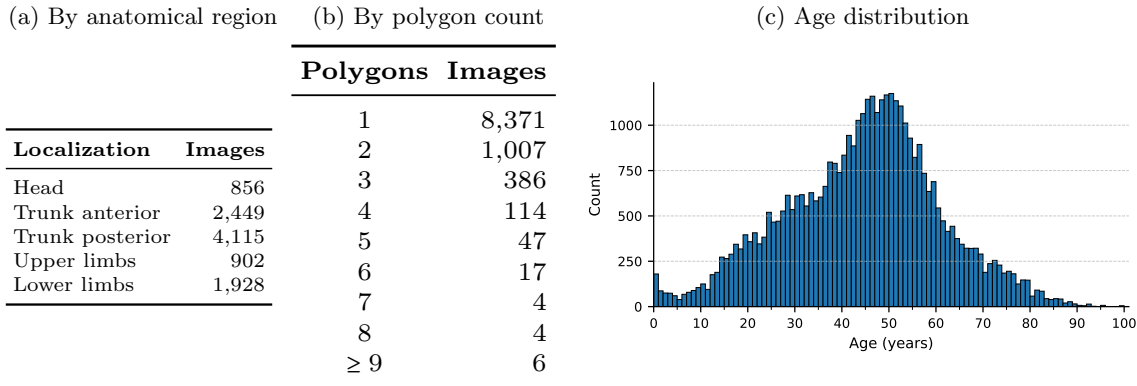 (a) By anatomical region
Localization Images
Head 856
Trunk anterior 2,449
Trunk posterior 4,115
Upper limbs 902
Lower limbs 1,928
(b) By polygon count
Polygons Images
1 8,371
2 1,007
3 386
4 114
5 47
6 17
7 4
8 4
≥ 9 6
(c) Age distribution
Count
1000
750
500
250
0
0 10 20 30 40 50 60 70 80 90 100
Age (years)